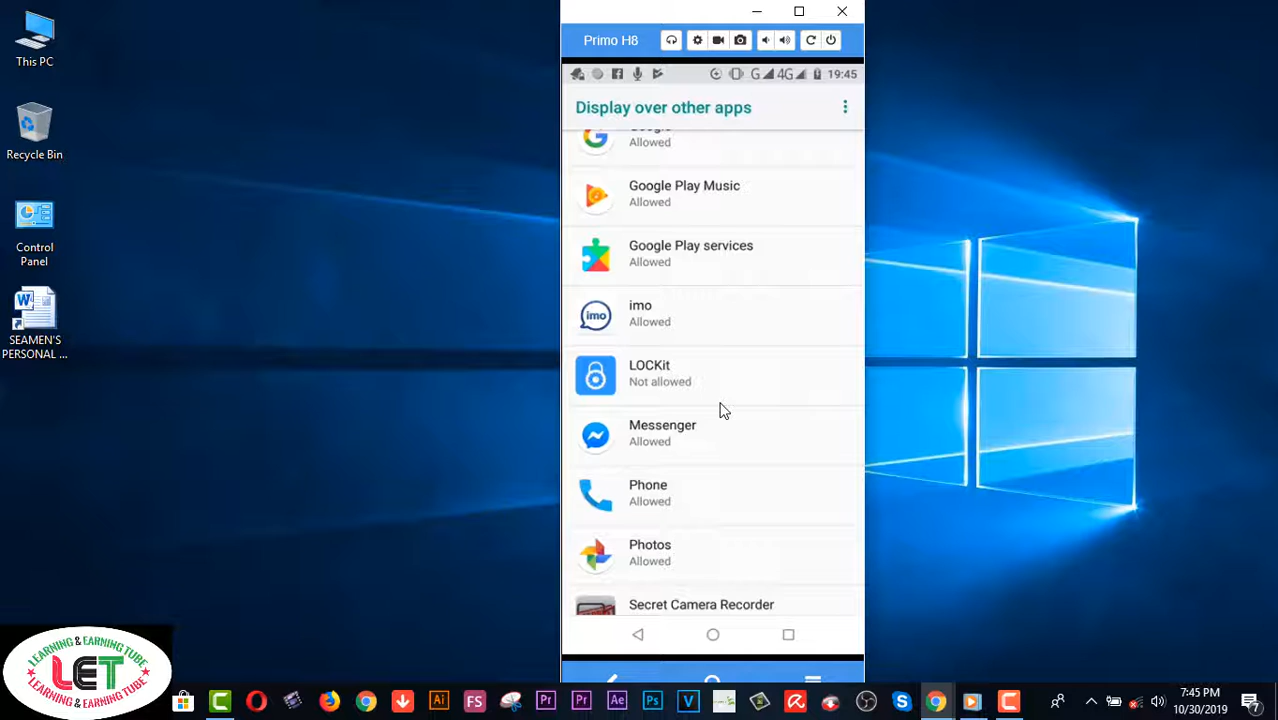 This PC
Recycle Bin
Control
Panel
SEAMEN'S
PERSONAL ...
Primo H8
G 4G 19:45
Display over other apps
Google
Allowed
Google Play Music
Allowed
Google Play services
Allowed
imo
imo
Allowed
LOCKit
Not allowed
Messenger
Allowed
Phone
Allowed
Photos
Allowed
Secret Camera Recorder
LEARNING & EARNING TUBE
LET
LEARNING & EARNING TUBE
Ai
FS
Pr
Pr
Ae
Ps
V
7:45 PM
10/30/2019
7